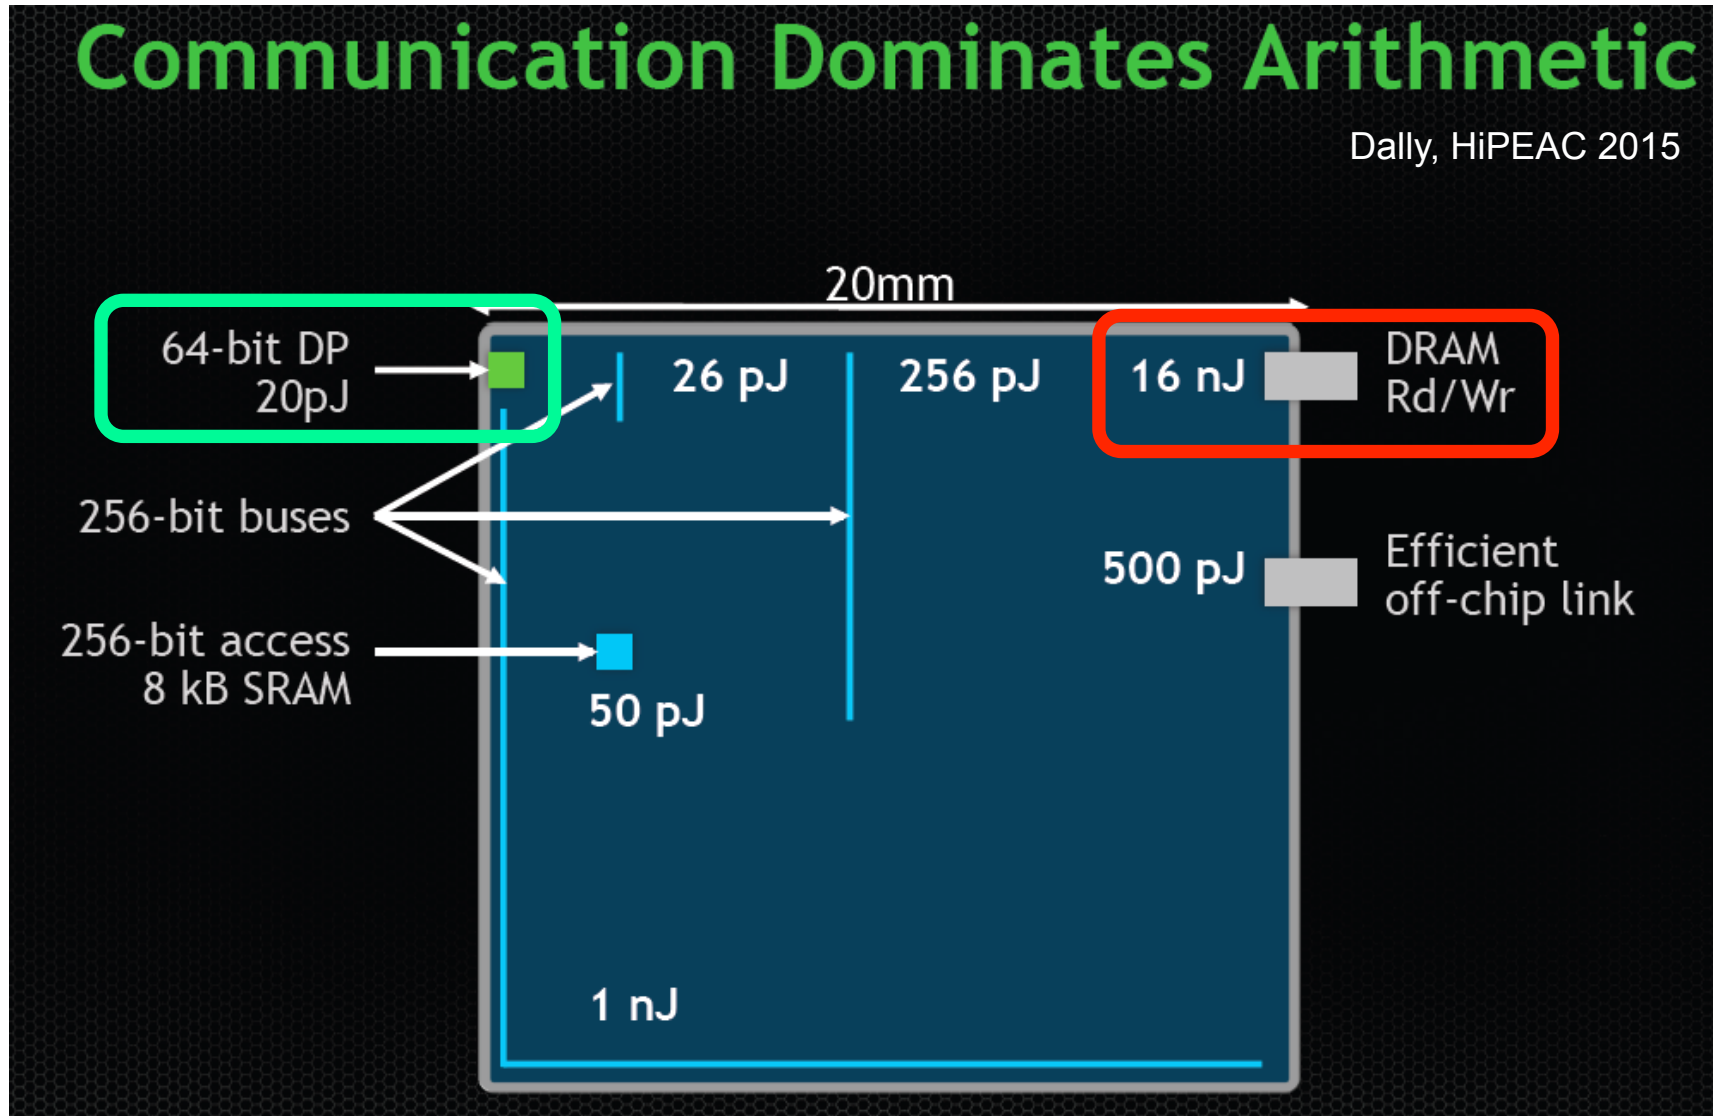 Communication Dominates Arithmetic
Dally, HiPEAC 2015
20mm
64-bit DP
20pJ
26 pJ
256 pJ
16 nJ
DRAM
Rd/Wr
256-bit buses
500 pJ
Efficient
off-chip link
256-bit access
8 kB SRAM
50 pJ
1 nJ